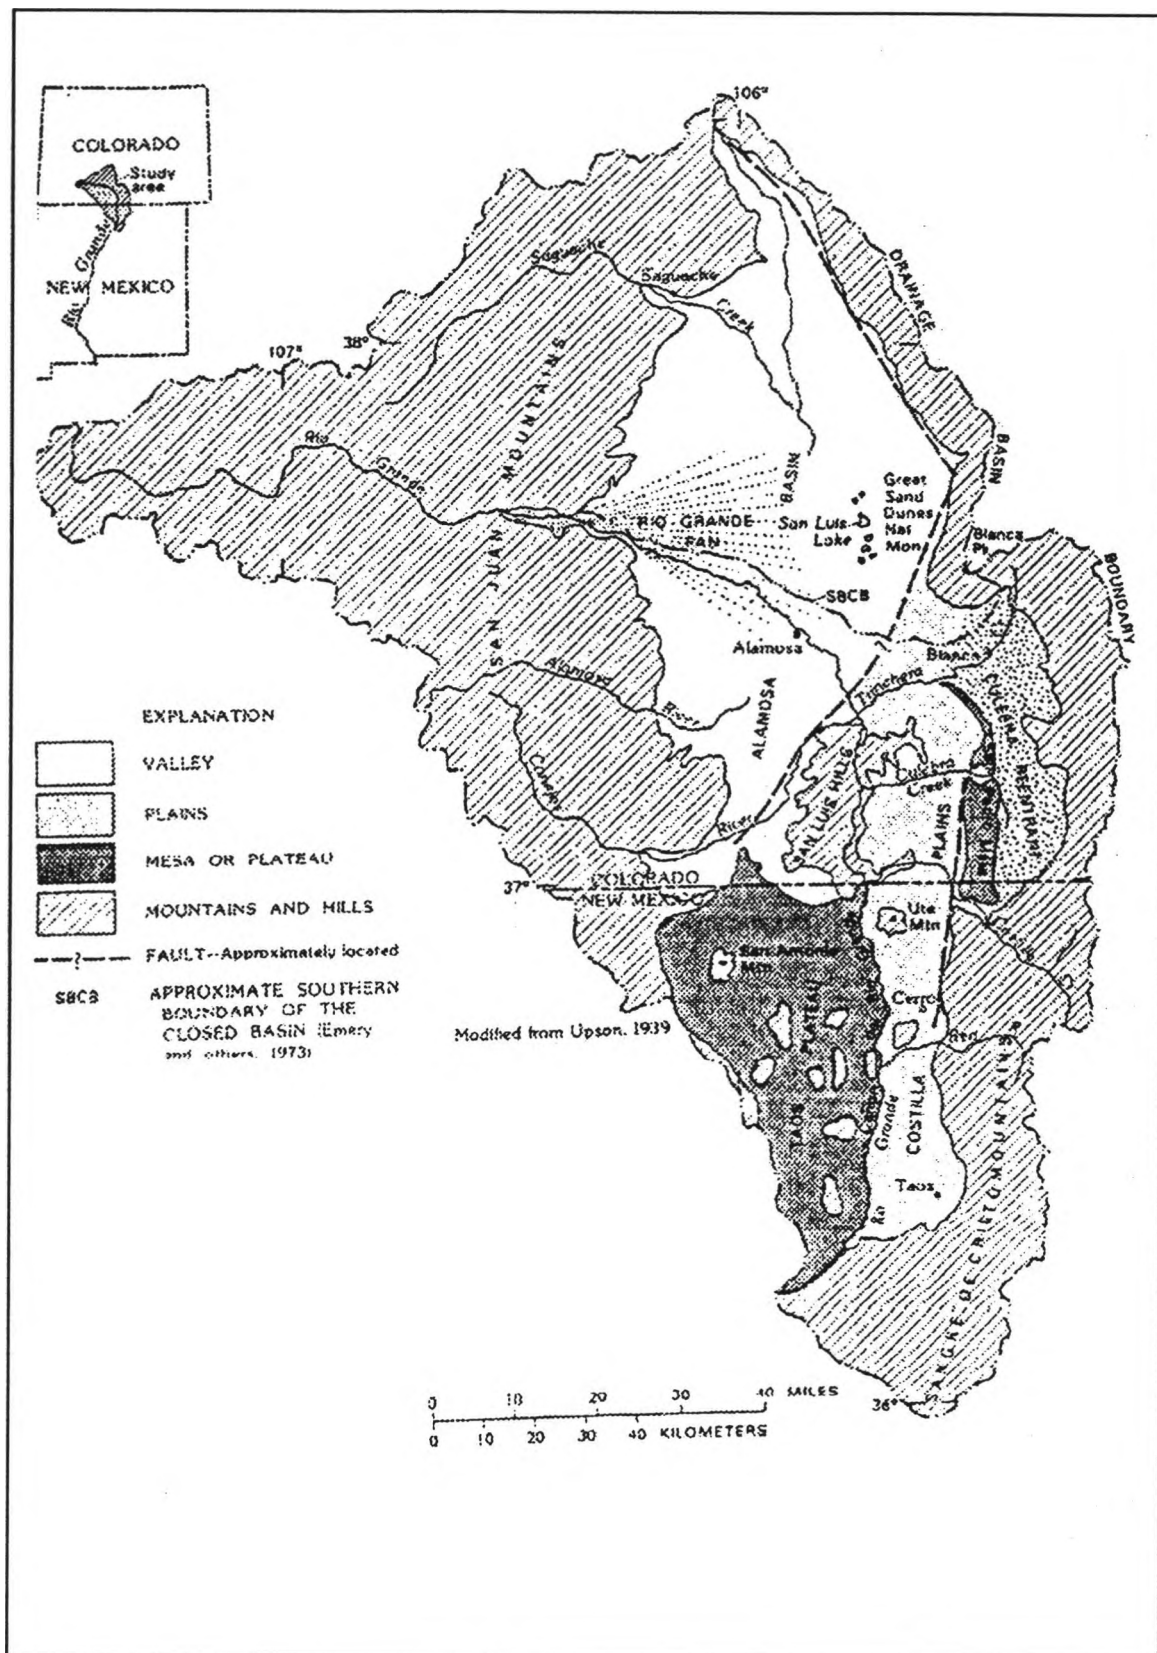 COLORADO
Study
area
Rio Grande
NEW MEXICO
Rio
106°
107°
38°
DRAINAGE
BASIN
BOUNDARY
Saguache
Saguache
Creek
SAN JUAN MOUNTAINS
Rio
Grande
RIO GRANDE
FAN
BASIN
ALAMOSA
San Luis
Lake
Great
Sand
Dunes
Nat
Mon
Blanca
Pk
SBCB
Alamosa
Blanca
Trinchera
CULEBRA REENTRANT
Alamosa
River
Conejos
River
SAN LUIS HILLS
Culebra
Creek
PLAINS
COSTILLA
37°
COLORADO
NEW MEXICO
Ute
Mtn
San Antonio
Mtn
TAOS PLATEAU
Cerro
Red
Rio
Grande
Taos
SANGRE DE CRISTO MOUNTAINS
36°
EXPLANATION
VALLEY
PLAINS
MESA OR PLATEAU
MOUNTAINS AND HILLS
?
FAULT--Approximately located
SBCB
APPROXIMATE SOUTHERN
BOUNDARY OF THE
CLOSED BASIN (Emery
and others, 1973)
Modified from Upson, 1939
0 10 20 30 40 MILES
0 10 20 30 40 KILOMETERS